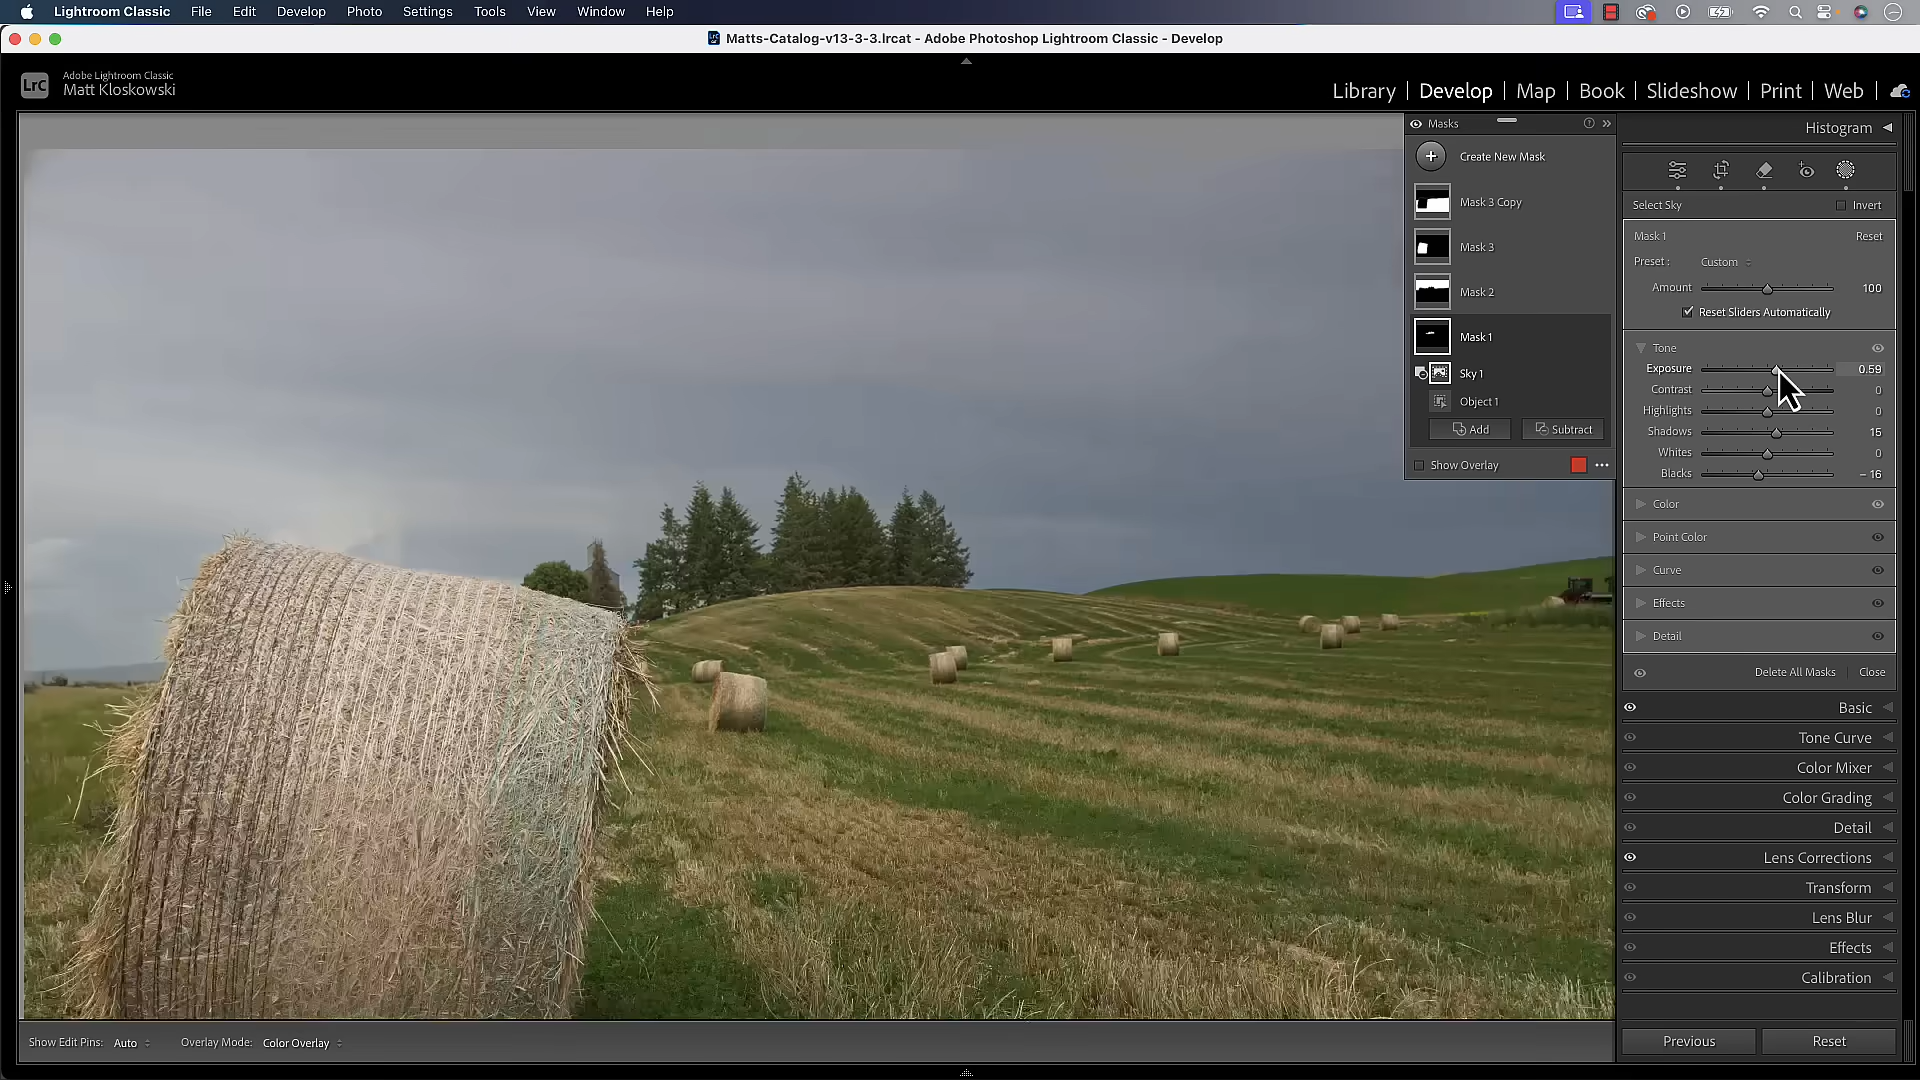 Lightroom Classic File Edit Develop Photo Settings Tools View Window Help
Matts-Catalog-v13-3-3.lrcat - Adobe Photoshop Lightroom Classic - Develop
LrC
Adobe Lightroom Classic
Matt Kloskowski
Library | Develop | Map | Book | Slideshow | Print | Web
Masks
Create New Mask
Mask 3 Copy
Mask 3
Mask 2
Mask 1
Sky 1
Object 1
Add Subtract
Show Overlay
Histogram
Select Sky Invert
Mask 1 Reset
Preset : Custom
Amount 100
Reset Sliders Automatically
Tone
Exposure 0.59
Contrast 0
Highlights 0
Shadows 15
Whites 0
Blacks – 16
Color
Point Color
Curve
Effects
Detail
Delete All Masks Close
Basic
Tone Curve
Color Mixer
Color Grading
Detail
Lens Corrections
Transform
Lens Blur
Effects
Calibration
Previous Reset
Show Edit Pins: Auto Overlay Mode: Color Overlay